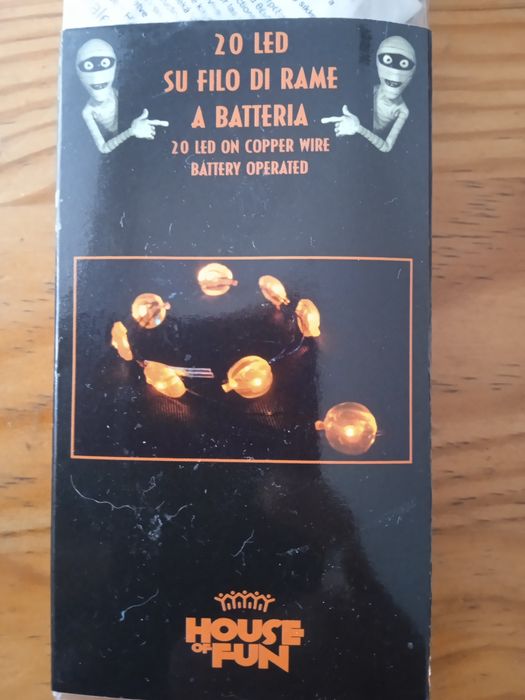 20 LED
SU FILO DI RAME
A BATTERIA
20 LED ON COPPER WIRE
BATTERY OPERATED
HOUSE
OF FUN